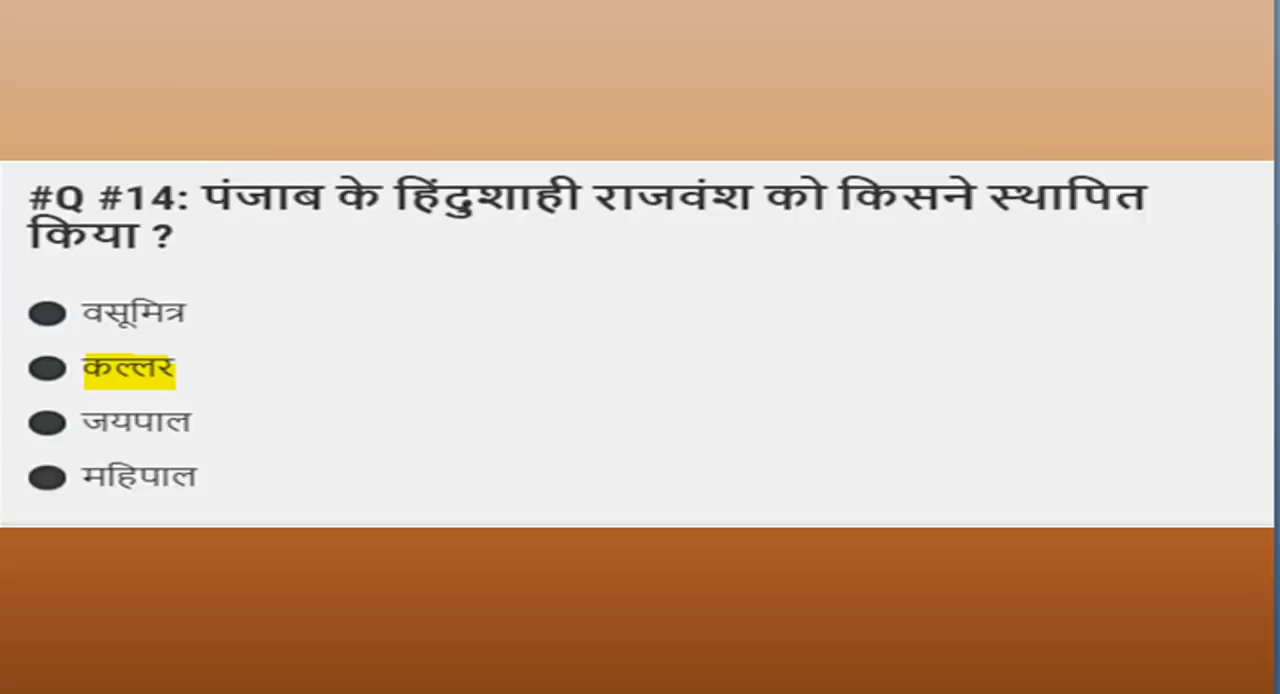 #Q #14: पंजाब के हिंदुशाही राजवंश को किसने स्थापित
किया ?
वसूमित्र
कल्लर
जयपाल
महिपाल